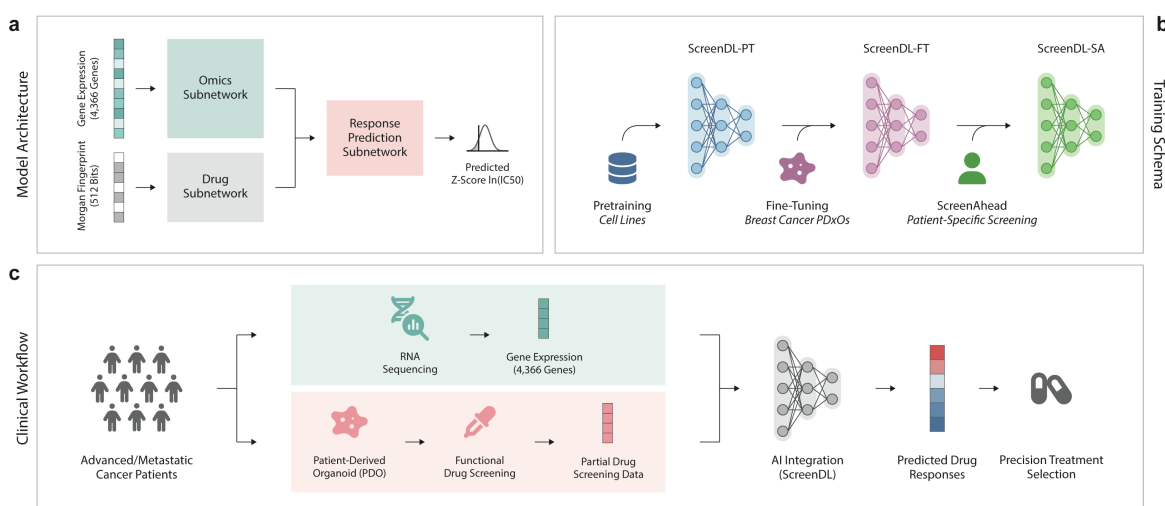 a
Model Architecture
Gene Expression
(4,366 Genes)
Omics
Subnetwork
Morgan Fingerprint
(512 Bits)
Drug
Subnetwork
Response
Prediction
Subnetwork
Predicted
Z-Score ln(IC50)
b
Training Schema
ScreenDL-PT
ScreenDL-FT
ScreenDL-SA
Pretraining
Cell Lines
Fine-Tuning
Breast Cancer PDxOs
ScreenAhead
Patient-Specific Screening
c
Clinical Workflow
Advanced/Metastatic
Cancer Patients
RNA
Sequencing
Gene Expression
(4,366 Genes)
Patient-Derived
Organoid (PDO)
Functional
Drug Screening
Partial Drug
Screening Data
AI Integration
(ScreenDL)
Predicted Drug
Responses
Precision Treatment
Selection